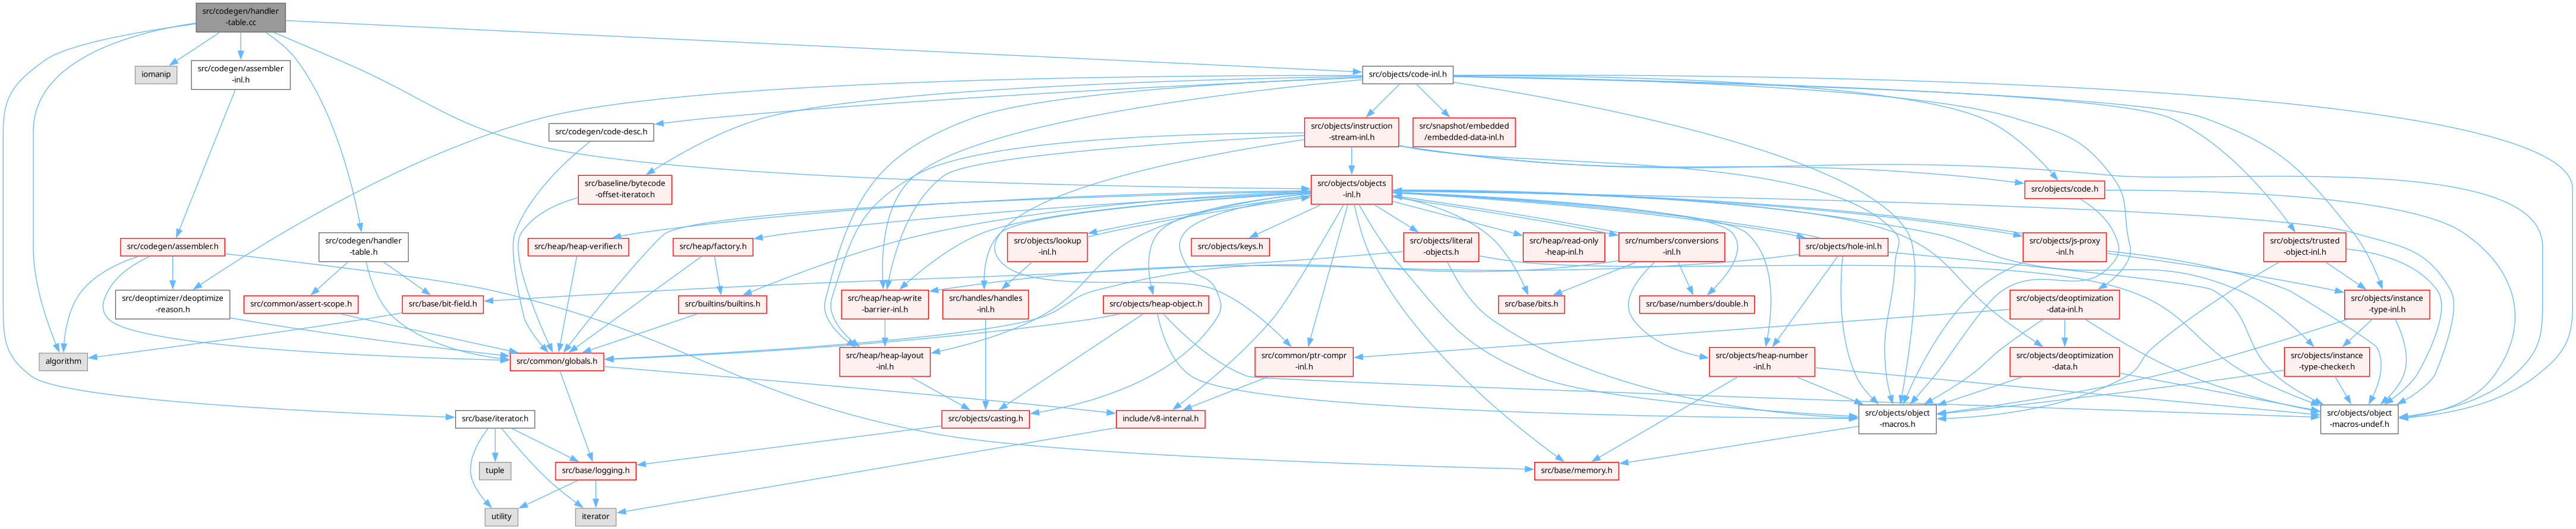 src/codegen/handler
-table.cc
iomanip
src/codegen/assembler
-inl.h
src/objects/code-inl.h
src/codegen/code-desc.h
src/objects/instruction
-stream-inl.h
src/snapshot/embedded
/embedded-data-inl.h
src/baseline/bytecode
-offset-iterator.h
src/objects/objects
-inl.h
src/objects/code.h
src/codegen/assembler.h
src/codegen/handler
-table.h
src/heap/heap-verifier.h
src/heap/factory.h
src/objects/lookup
-inl.h
src/objects/keys.h
src/objects/literal
-objects.h
src/heap/read-only
-heap-inl.h
src/numbers/conversions
-inl.h
src/objects/hole-inl.h
src/objects/js-proxy
-inl.h
src/objects/trusted
-object-inl.h
src/deoptimizer/deoptimize
-reason.h
src/common/assert-scope.h
src/base/bit-field.h
src/builtins/builtins.h
src/heap/heap-write
-barrier-inl.h
src/handles/handles
-inl.h
src/objects/heap-object.h
src/base/bits.h
src/base/numbers/double.h
src/objects/deoptimization
-data-inl.h
src/objects/instance
-type-inl.h
algorithm
src/common/globals.h
src/heap/heap-layout
-inl.h
src/common/ptr-compr
-inl.h
src/objects/heap-number
-inl.h
src/objects/deoptimization
-data.h
src/objects/instance
-type-checker.h
src/base/iterator.h
src/objects/casting.h
include/v8-internal.h
src/objects/object
-macros.h
src/objects/object
-macros-undef.h
tuple
src/base/logging.h
src/base/memory.h
utility
iterator